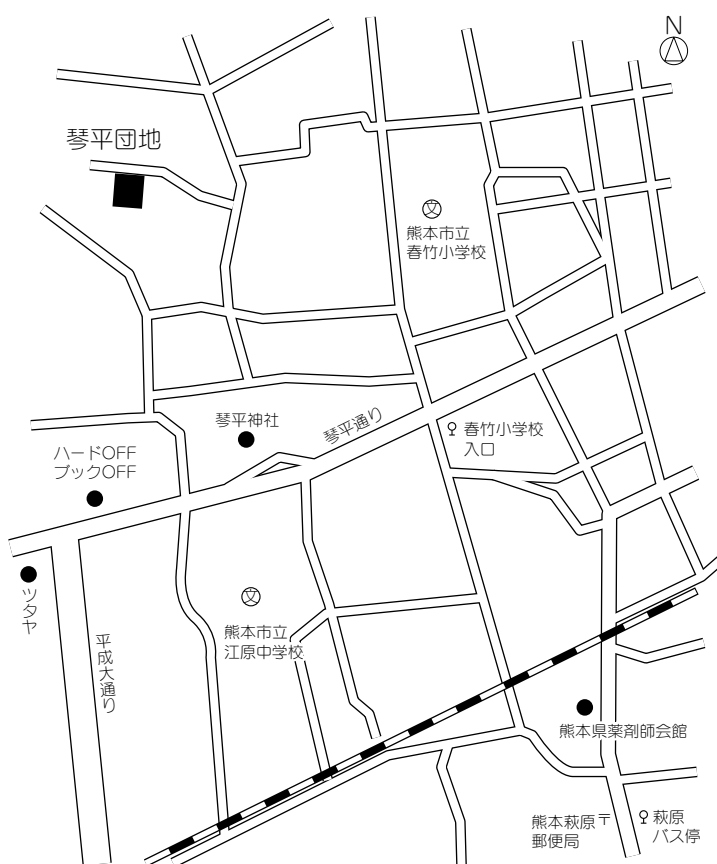 N
琴平団地
文
熊本市立
春竹小学校
琴平神社
琴平通り
春竹小学校
入口
ハードOFF
ブックOFF
ツタヤ
文
熊本市立
江原中学校
平成大通り
熊本県薬剤師会館
熊本萩原〒
郵便局
萩原
バス停